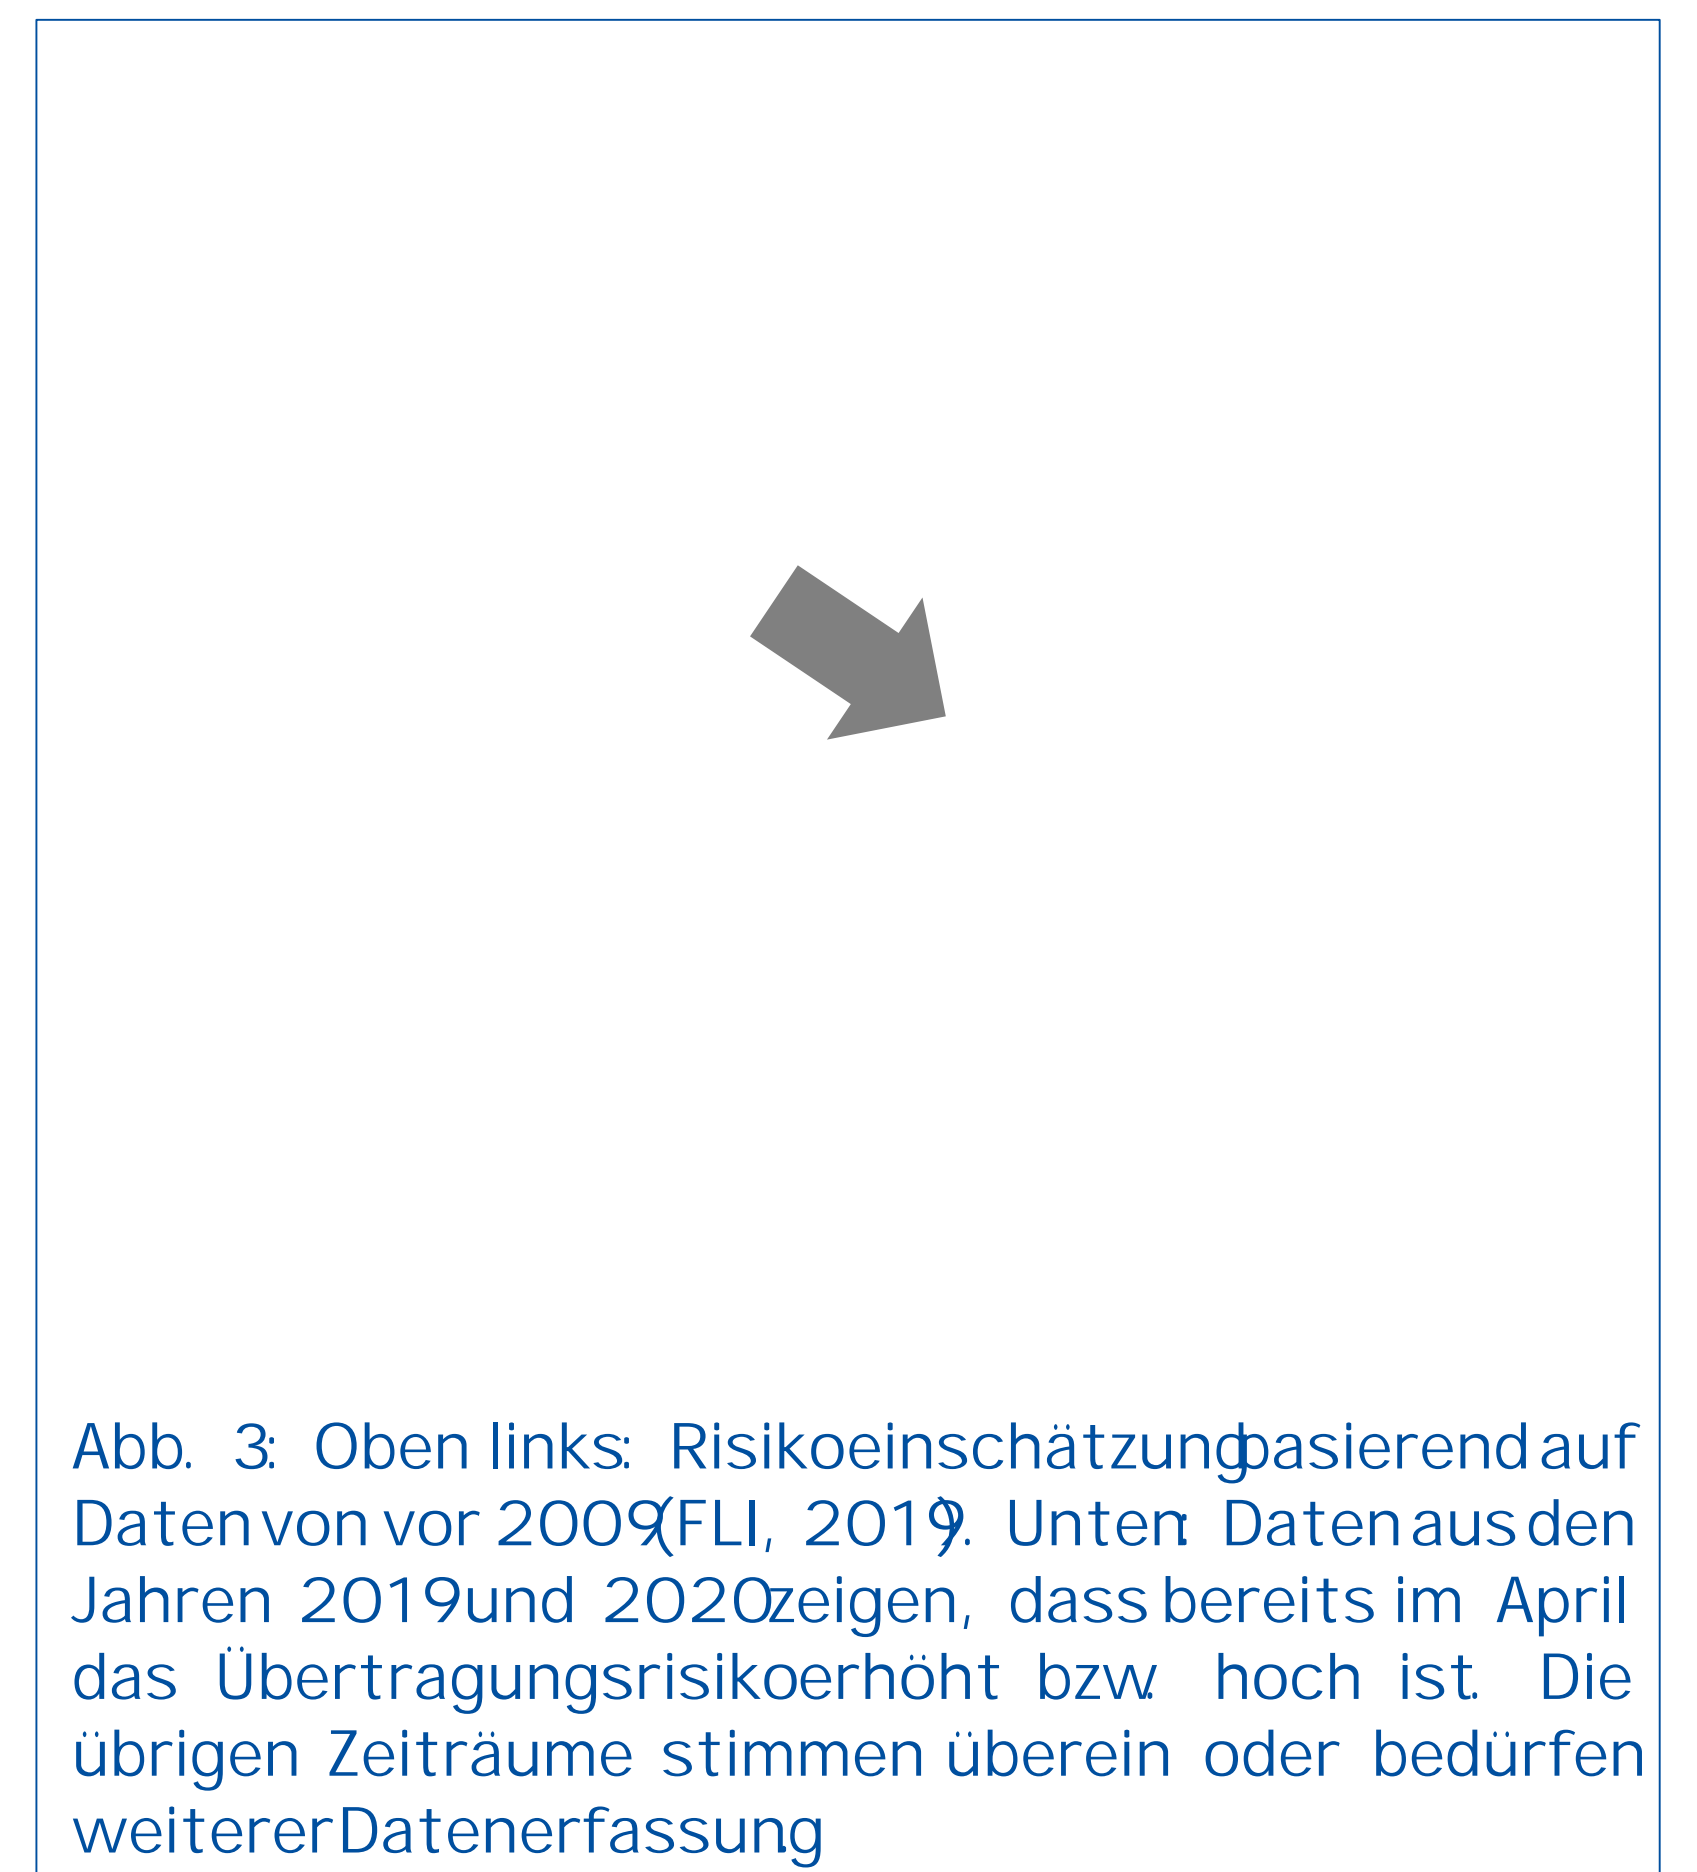 Abb. 3: Oben links: Risikoeinschätzung basierend auf
Daten von vor 2009 (FLI, 2019). Unten: Daten aus den
Jahren 2019 und 2020 zeigen, dass bereits im April
das Übertragungsrisiko erhöht bzw. hoch ist. Die
übrigen Zeiträume stimmen überein oder bedürfen
weiterer Datenerfassung.